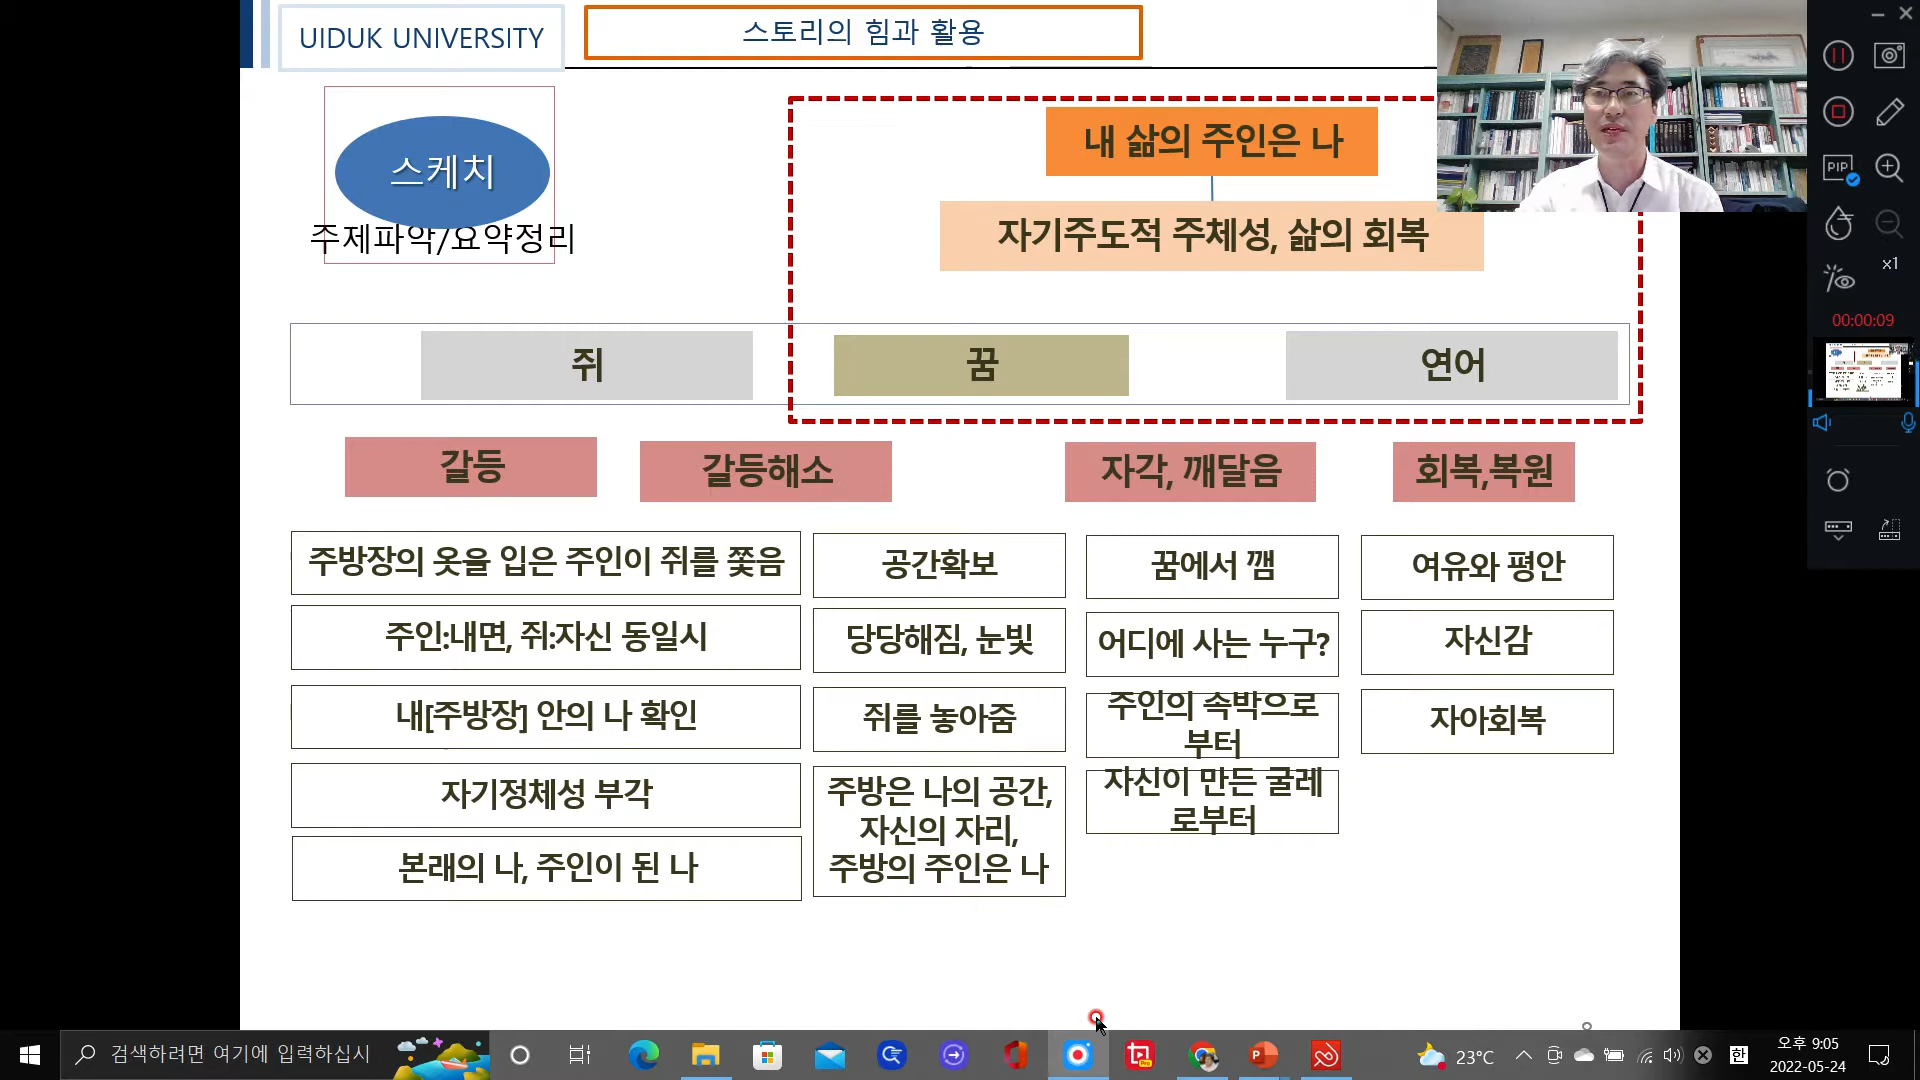 UIDUK UNIVERSITY
스토리의 힘과 활용
스케치
주제파악/요약정리
내 삶의 주인은 나
자기주도적 주체성, 삶의 회복
쥐
꿈
연어
갈등
갈등해소
자각, 깨달음
회복,복원
주방장의 옷을 입은 주인이 쥐를 쫓음
주인:내면, 쥐:자신 동일시
내[주방장] 안의 나 확인
자기정체성 부각
본래의 나, 주인이 된 나
공간확보
당당해짐, 눈빛
쥐를 놓아줌
주방은 나의 공간,
자신의 자리,
주방의 주인은 나
꿈에서 깸
어디에 사는 누구?
주인의 속박으로
부터
자신이 만든 굴레
로부터
여유와 평안
자신감
자아회복
PIP
x1
00:00:09
검색하려면 여기에 입력하십시
23°C
한
오후 9:05
2022-05-24